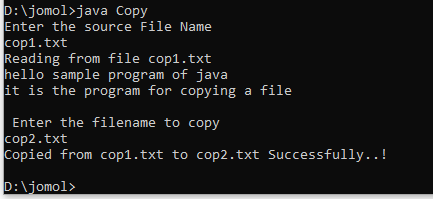 D:\jomol>java Copy
Enter the source File Name
cop1.txt
Reading from file cop1.txt
hello sample program of java
it is the program for copying a file
Enter the filename to copy
cop2.txt
Copied from cop1.txt to cop2.txt Successfully..!
D:\jomol>